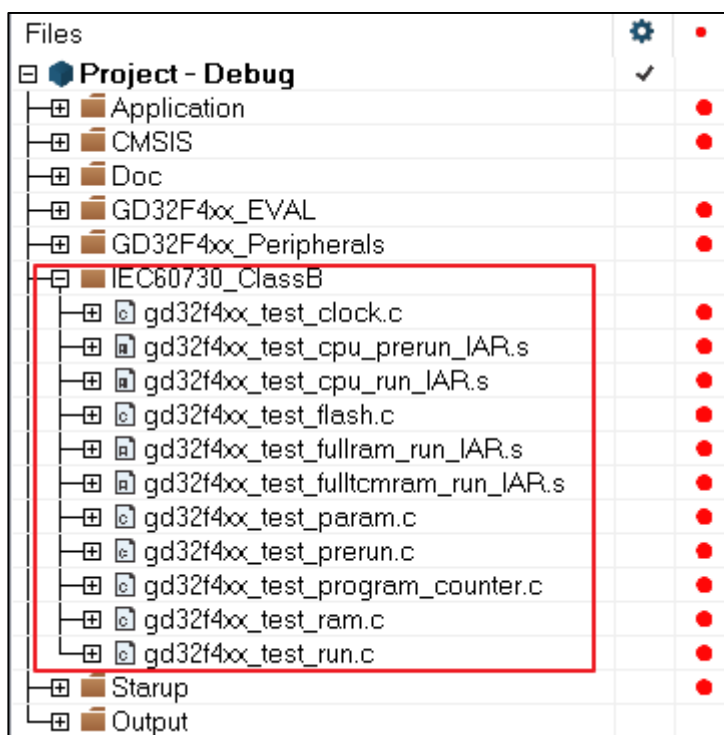 Files
Project - Debug
Application
CMSIS
Doc
GD32F4xx_EVAL
GD32F4xx_Peripherals
IEC60730_ClassB
gd32f4xx_test_clock.c
gd32f4xx_test_cpu_prerun_IAR.s
gd32f4xx_test_cpu_run_IAR.s
gd32f4xx_test_flash.c
gd32f4xx_test_fullram_run_IAR.s
gd32f4xx_test_fulltcmram_run_IAR.s
gd32f4xx_test_param.c
gd32f4xx_test_prerun.c
gd32f4xx_test_program_counter.c
gd32f4xx_test_ram.c
gd32f4xx_test_run.c
Starup
Output